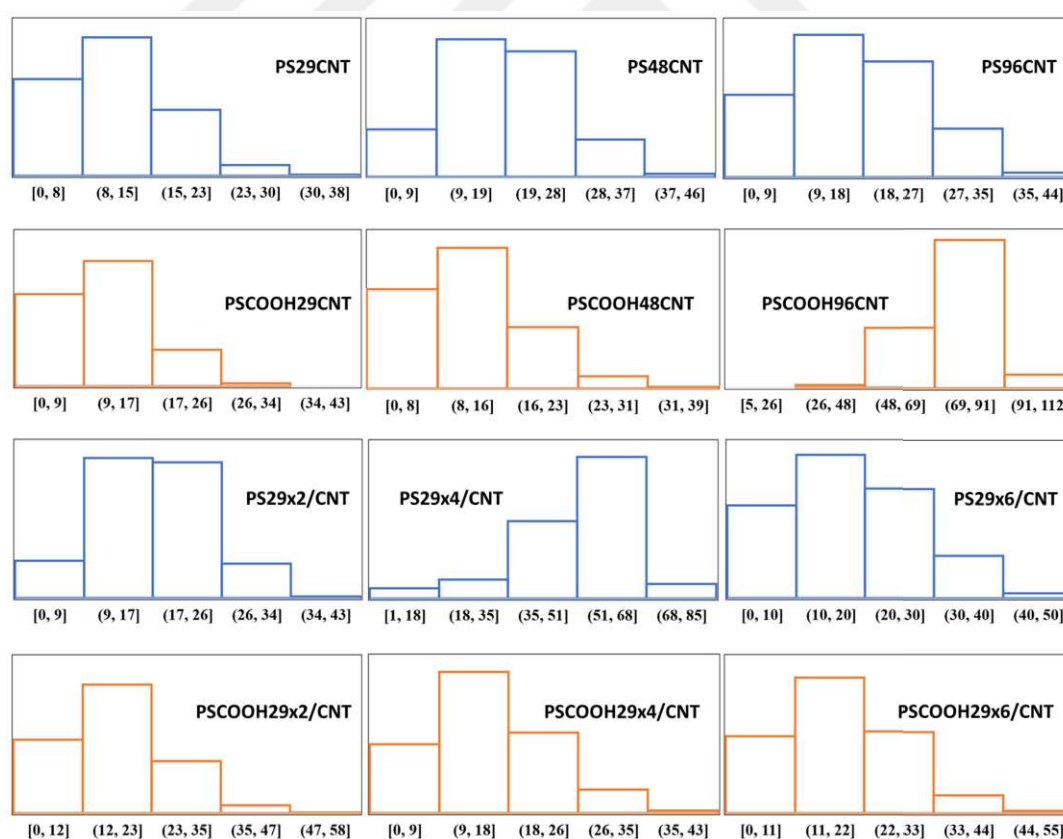 PS29CNT PS48CNT PS96CNT
[0, 8] (8, 15] (15, 23] (23, 30] (30, 38] [0, 9] (9, 19] (19, 28] (28, 37] (37, 46] [0, 9] (9, 18] (18, 27] (27, 35] (35, 44]
PSCOOH29CNT PSCOOH48CNT PSCOOH96CNT
[0, 9] (9, 17] (17, 26] (26, 34] (34, 43] [0, 8] (8, 16] (16, 23] (23, 31] (31, 39] [5, 26] (26, 48] (48, 69] (69, 91] (91, 112]
PS29x2/CNT PS29x4/CNT PS29x6/CNT
[0, 9] (9, 17] (17, 26] (26, 34] (34, 43] [1, 18] (18, 35] (35, 51] (51, 68] (68, 85] [0, 10] (10, 20] (20, 30] (30, 40] (40, 50]
PSCOOH29x2/CNT PSCOOH29x4/CNT PSCOOH29x6/CNT
[0, 12] (12, 23] (23, 35] (35, 47] (47, 58] [0, 9] (9, 18] (18, 26] (26, 35] (35, 43] [0, 11] (11, 22] (22, 33] (33, 44] (44, 55]